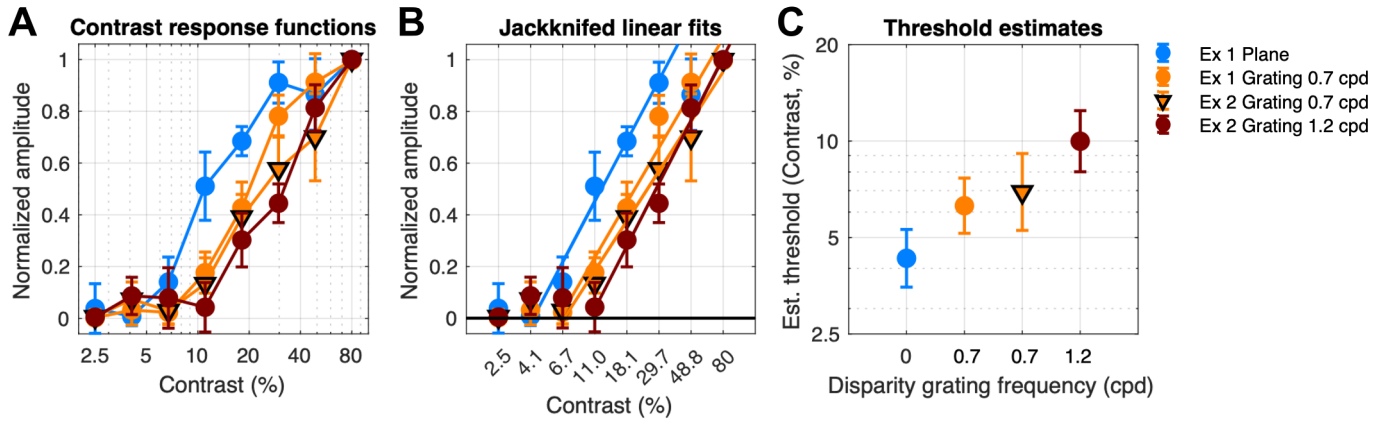 A
Contrast response functions
Normalized amplitude
1
0.8
0.6
0.4
0.2
0
2.5 5 10 20 40 80
Contrast (%)
B
Jackknifed linear fits
Normalized amplitude
1
0.8
0.6
0.4
0.2
0
2.5 4.1 6.7 11.0 18.1 29.7 48.8 80
Contrast (%)
C
Threshold estimates
Est. threshold (Contrast, %)
20
10
5
2.5
0 0.7 0.7 1.2
Disparity grating frequency (cpd)
Ex 1 Plane
Ex 1 Grating 0.7 cpd
Ex 2 Grating 0.7 cpd
Ex 2 Grating 1.2 cpd